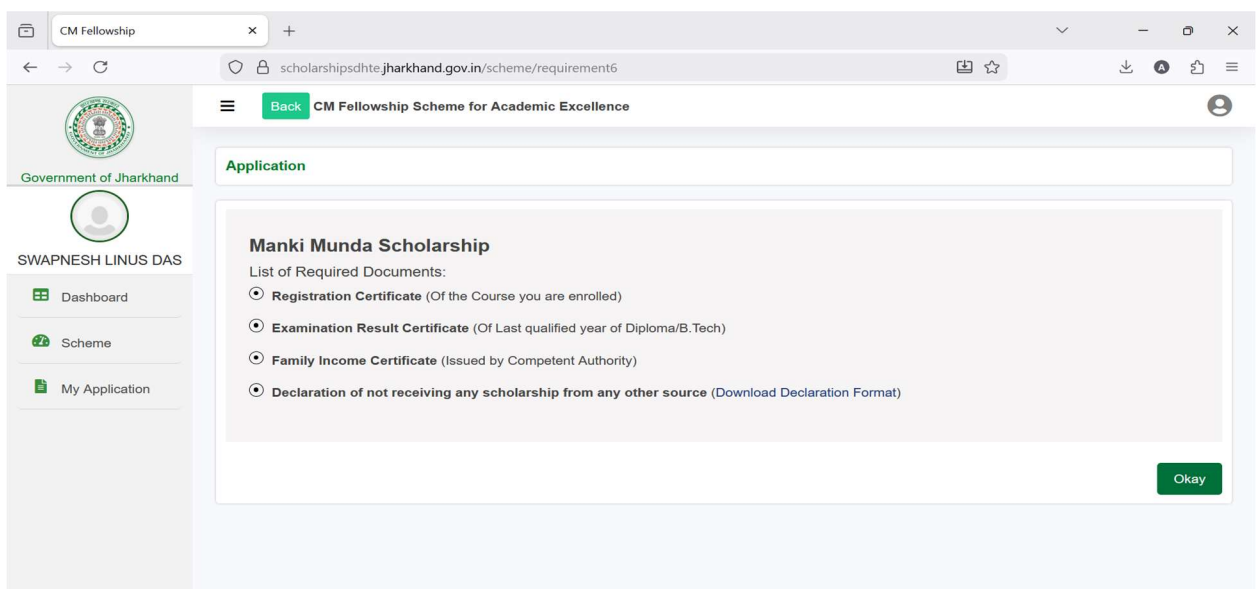 CM Fellowship
scholarshipsdhte.jharkhand.gov.in/scheme/requirement6
Back CM Fellowship Scheme for Academic Excellence
Government of Jharkhand
SWAPNESH LINUS DAS
Dashboard
Scheme
My Application
Application
Manki Munda Scholarship
List of Required Documents:
Registration Certificate (Of the Course you are enrolled)
Examination Result Certificate (Of Last qualified year of Diploma/B.Tech)
Family Income Certificate (Issued by Competent Authority)
Declaration of not receiving any scholarship from any other source (Download Declaration Format)
Okay